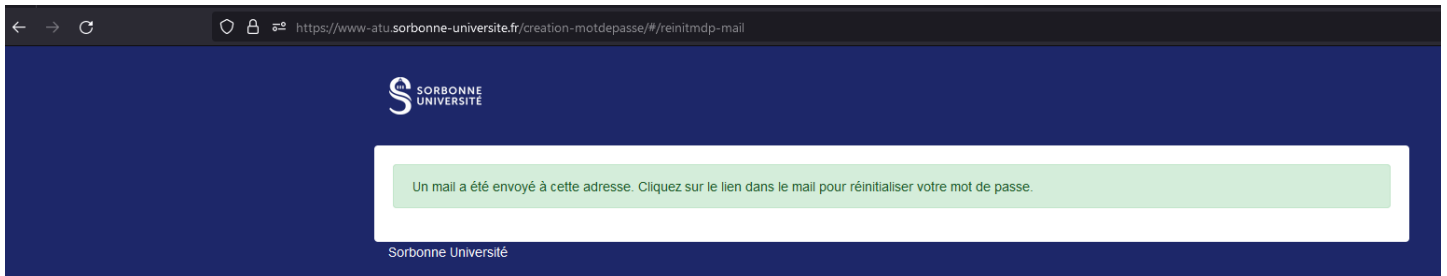 https://www-atu.sorbonne-universite.fr/creation-motdepasse/#/reinitmdp-mail
SORBONNE
UNIVERSITÉ
Un mail a été envoyé à cette adresse. Cliquez sur le lien dans le mail pour réinitialiser votre mot de passe.
Sorbonne Université